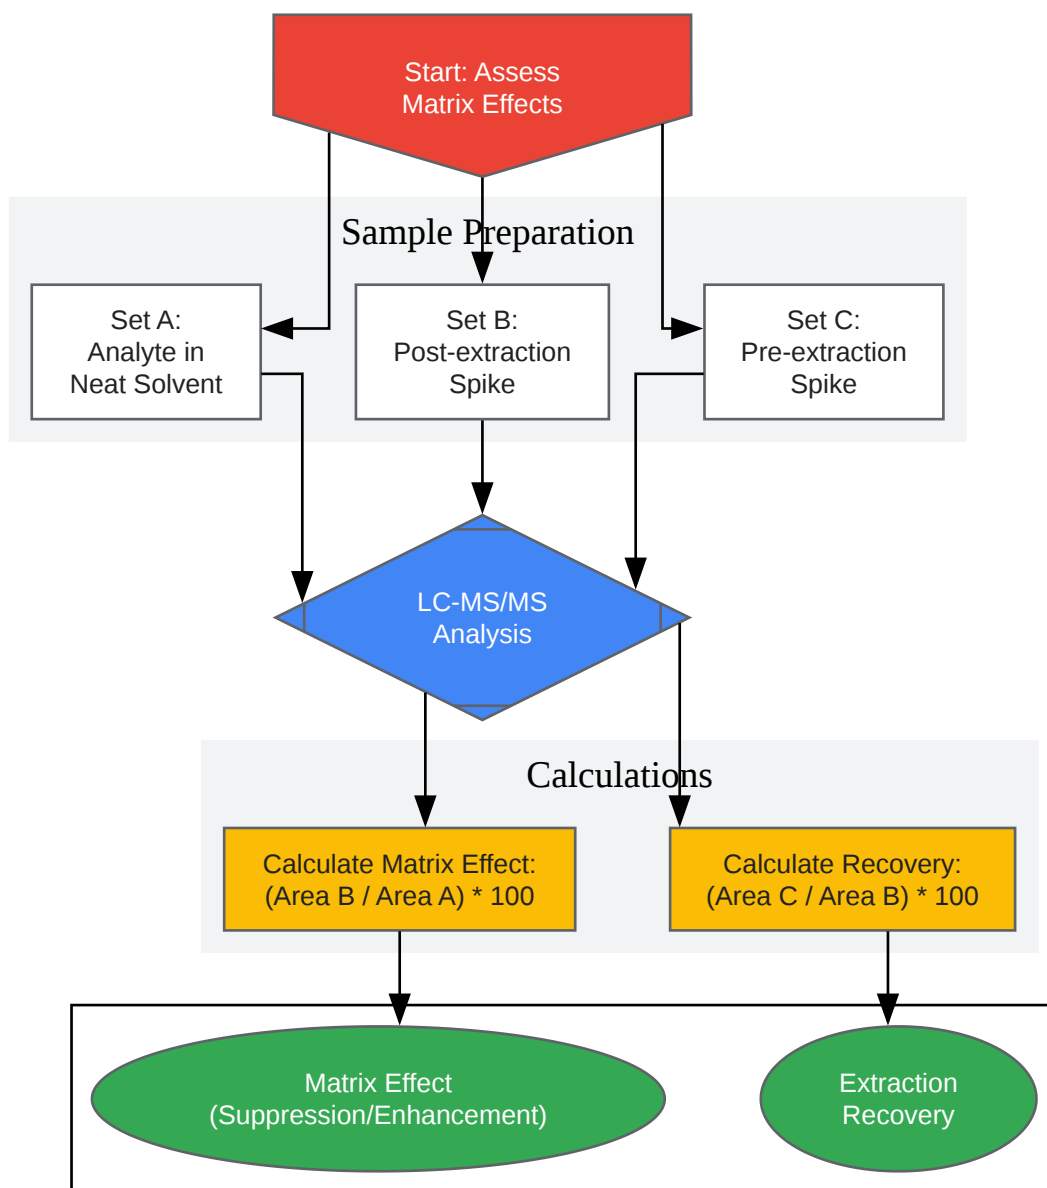 Start: Assess
Matrix Effects
Sample Preparation
Set A:
Analyte in
Neat Solvent
Set B:
Post-extraction
Spike
Set C:
Pre-extraction
Spike
LC-MS/MS
Analysis
Calculations
Calculate Matrix Effect:
(Area B / Area A) * 100
Calculate Recovery:
(Area C / Area B) * 100
Matrix Effect
(Suppression/Enhancement)
Extraction
Recovery